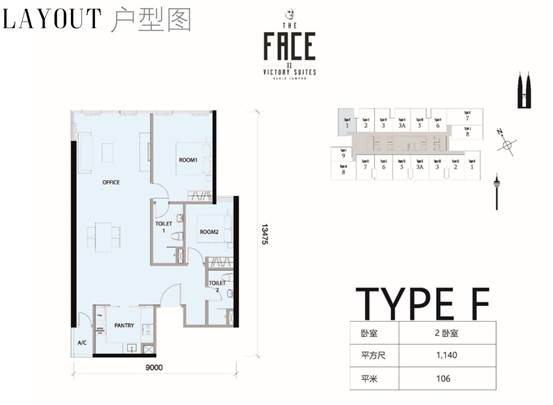 LAYOUT 户型图
THE
FACE
II
VICTORY SUITES
KUALA LUMPUR
ROOM1
OFFICE
TOILET
1
ROOM2
TOILET
2
PANTRY
A/C
9000
13475
1
2
3
3A
5
6
7
8
9
8
7
6
5
3A
3
2
1
N
TYPE F
卧室 2 卧室
平方尺 1,140
平米 106